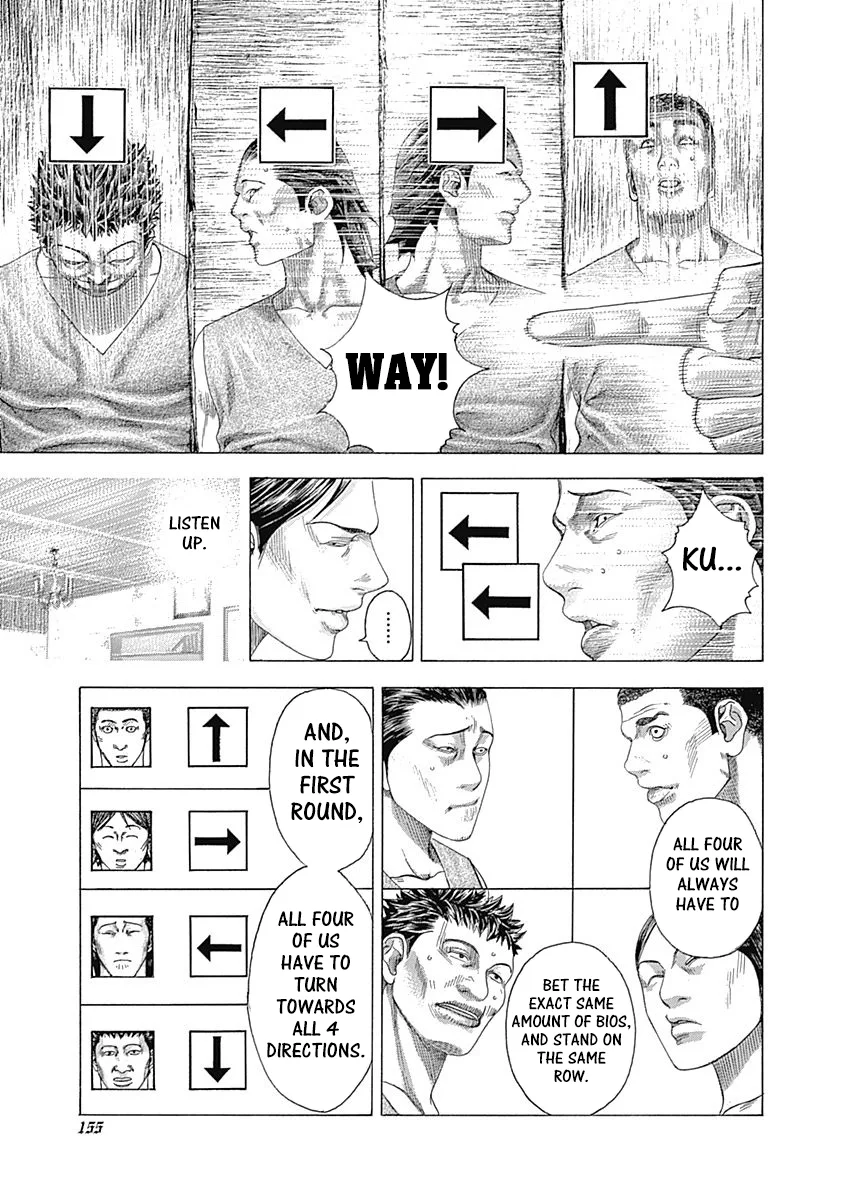 WAY!
KU...
......
LISTEN
UP.
ALL FOUR
OF US WILL
ALWAYS
HAVE TO
BET THE
EXACT SAME
AMOUNT OF BIOS,
AND STAND ON
THE SAME
ROW.
AND,
IN THE
FIRST
ROUND,
ALL FOUR
OF US
HAVE TO
TURN
TOWARDS
ALL 4
DIRECTIONS.
155